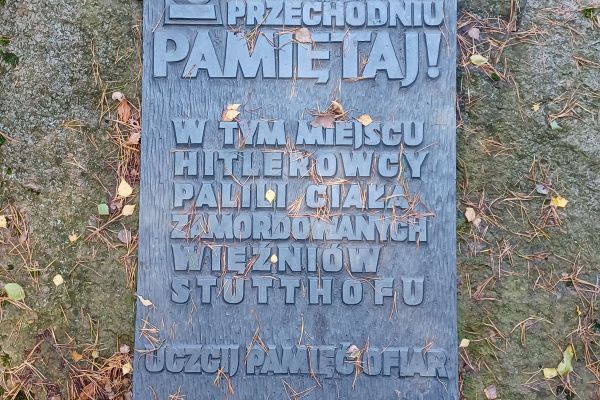 PRZECHODNIU
PAMIĘTAJ!
W TYM MIEJSCU
HITLEROWCY
PALILI CIAŁA
ZAMORDOWANYCH
WIĘŹNIÓW
STUTTHOFU
UCZCIJ PAMIĘĆ OFIAR